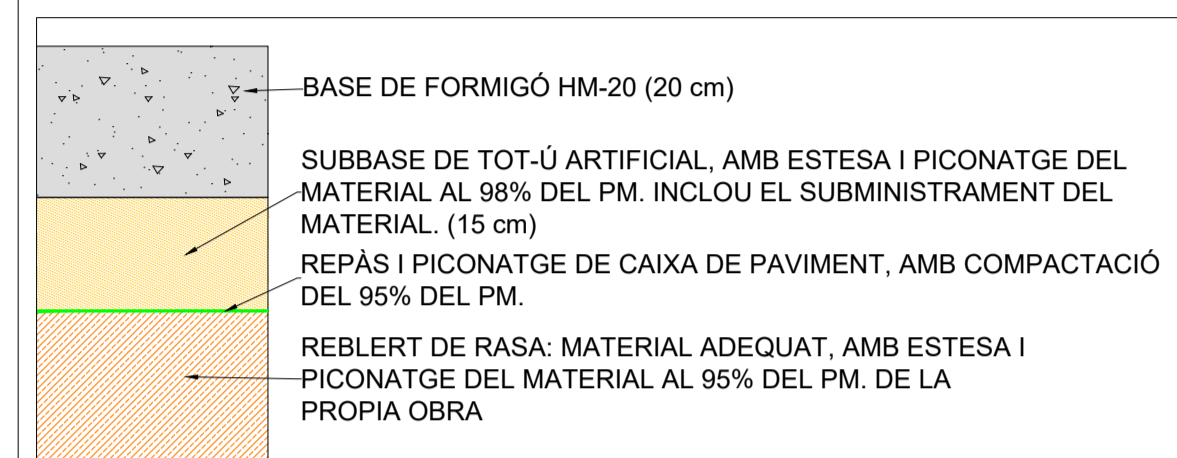 BASE DE FORMIGÓ HM-20 (20 cm)
SUBBASE DE TOT-Ú ARTIFICIAL, AMB ESTESA I PICONATGE DEL
MATERIAL AL 98% DEL PM. INCLOU EL SUBMINISTRAMENT DEL
MATERIAL. (15 cm)
REPÀS I PICONATGE DE CAIXA DE PAVIMENT, AMB COMPACTACIÓ
DEL 95% DEL PM.
REBLERT DE RASA: MATERIAL ADEQUAT, AMB ESTESA I
PICONATGE DEL MATERIAL AL 95% DEL PM. DE LA
PROPIA OBRA